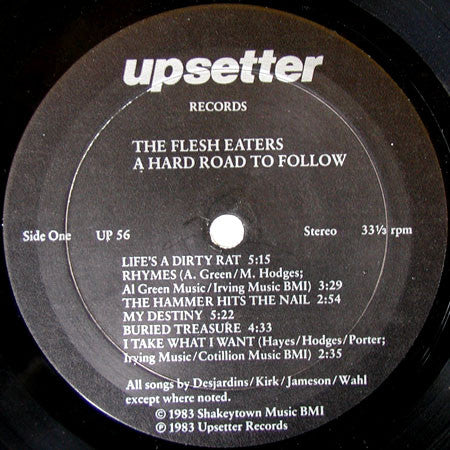 upsetter
RECORDS
THE FLESH EATERS
A HARD ROAD TO FOLLOW
Side One UP 56 Stereo 33⅓ rpm
LIFE'S A DIRTY RAT 5:15
RHYMES (A. Green/M. Hodges;
Al Green Music/Irving Music BMI) 3:29
THE HAMMER HITS THE NAIL 2:54
MY DESTINY 5:22
BURIED TREASURE 4:33
I TAKE WHAT I WANT (Hayes/Hodges/Porter;
Irving Music/Cotillion Music BMI) 2:35
All songs by Desjardins/Kirk/Jameson/Wahl
except where noted.
© 1983 Shakeytown Music BMI
℗ 1983 Upsetter Records